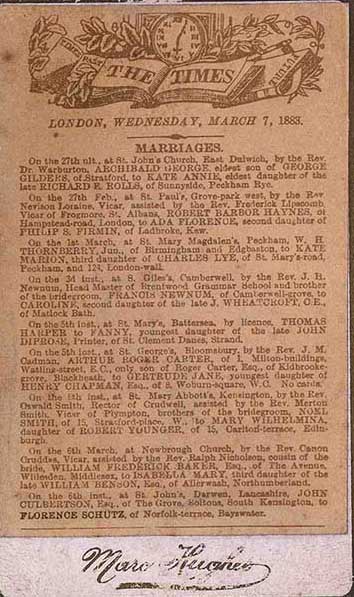 TIMES PAST
THE TIMES
FUTURE
LONDON, WEDNESDAY, MARCH 7, 1883.
MARRIAGES.
On the 27th ult., at St. John's Church, East Dulwich, by the Rev.
Dr. Warburton, ARCHIBALD GEORGE, eldest son of GEORGE
GILDERS, of Stratford, to KATE ANNIE, eldest daughter of the
late RICHARD E. ROLLS, of Sunnyside, Peckham Rye.
On the 27th Feb., at St. Paul's, Grove-park west, by the Rev.
Nevison Loraine, Vicar, assisted by the Rev. Frederick Lipscomb,
Vicar of Frogmore, St. Albans, ROBERT BARBOR HAYNES, of
Hampstead-road, London, to ADA FLORENCE, second daughter of
PHILIP S. FIRMIN, of Ladbroke, Kew.
On the 1st March, at St. Mary Magdalen's, Peckham, W. H.
THORNBERRY, Jun., of Birmingham and Edgbaston, to KATE
MARION, third daughter of CHARLES LYE, of St. Mary's-road,
Peckham, and 124, London-wall.
On the 3d inst., at S. Giles's, Camberwell, by the Rev. J. H.
Newnum, Head Master of Brentwood Grammar School and brother
of the bridegroom, FRANCIS NEWNUM, of Camberwell-grove, to
CAROLINE, second daughter of the late J. WHEATCROFT, C.E.,
of Matlock Bath.
On the 5th inst., at St. Mary's, Battersea, by licence, THOMAS
HARPER to FANNY, youngest daughter of the late JOHN
DIPROSE, Printer, of St. Clement Danes, Strand.
On the 5th inst., at St. George's, Bloomsbury, by the Rev. J. M.
Cadman, ARTHUR ROGER CARTER, of 1, Milton-buildings,
Watling-street, E.C., only son of Roger Carter, Esq., of Kidbrooke-
grove, Blackheath, to GERTRUDE JANE, youngest daughter of
HENRY CHAPMAN, Esq., of 8, Woburn-square, W.C. No cards.
On the 6th inst., at St. Mary Abbott's, Kensington, by the Rev.
Oswald Smith, Rector of Crudwell, assisted by the Rev. Merton
Smith, Vicar of Plympton, brothers of the bridegroom, NOEL
SMITH, of 15, Stratford-place, W., to MARY WILHELMINA,
daughter of ROBERT YOUNGER, of 15, Carlton-terrace, Edin-
burgh.
On the 6th March, at Newbrough Church, by the Rev. Canon
Cruddas, Vicar, assisted by the Rev. Ralph Nicholson, cousin of the
bride, WILLIAM FREDERICK BAKER, Esq., of The Avenue,
Willesden, Middlesex, to ISABELLA MARY, third daughter of the
late WILLIAM BENSON, Esq., of Allerwash, Northumberland.
On the 6th inst., at St. John's, Darwen, Lancashire, JOHN
CULBERTSON, Esq., of The Grove, Boltons, South Kensington, to
FLORENCE SCHÜTZ, of Norfolk-terrace, Bayswater.
Marc Hughes